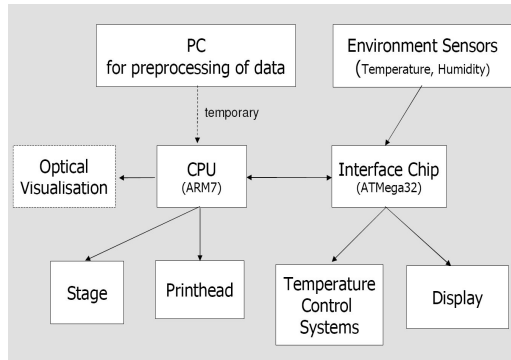 PC
for preprocessing of data
Environment Sensors
(Temperature, Humidity)
temporary
Optical
Visualisation
CPU
(ARM7)
Interface Chip
(ATMega32)
Stage
Printhead
Temperature
Control
Systems
Display